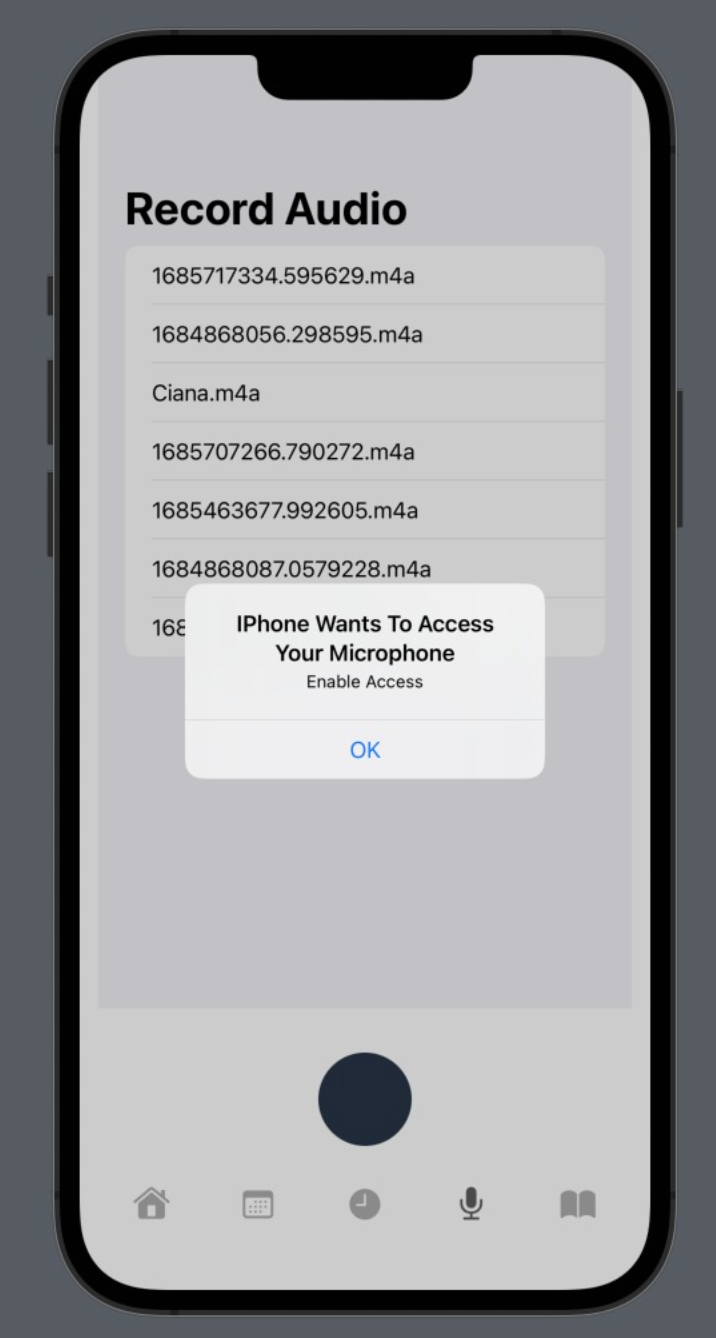 Record Audio
1685717334.595629.m4a
1684868056.298595.m4a
Ciana.m4a
1685707266.790272.m4a
1685463677.992605.m4a
1684868087.0579228.m4a
168
IPhone Wants To Access
Your Microphone
Enable Access
OK